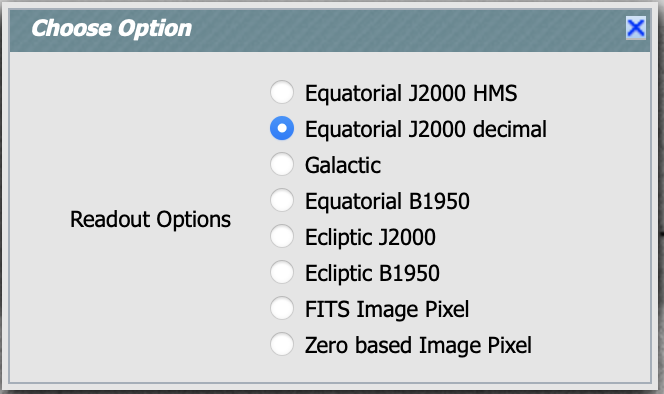 Choose Option
Equatorial J2000 HMS
Equatorial J2000 decimal
Galactic
Readout Options
Equatorial B1950
Ecliptic J2000
Ecliptic B1950
FITS Image Pixel
Zero based Image Pixel